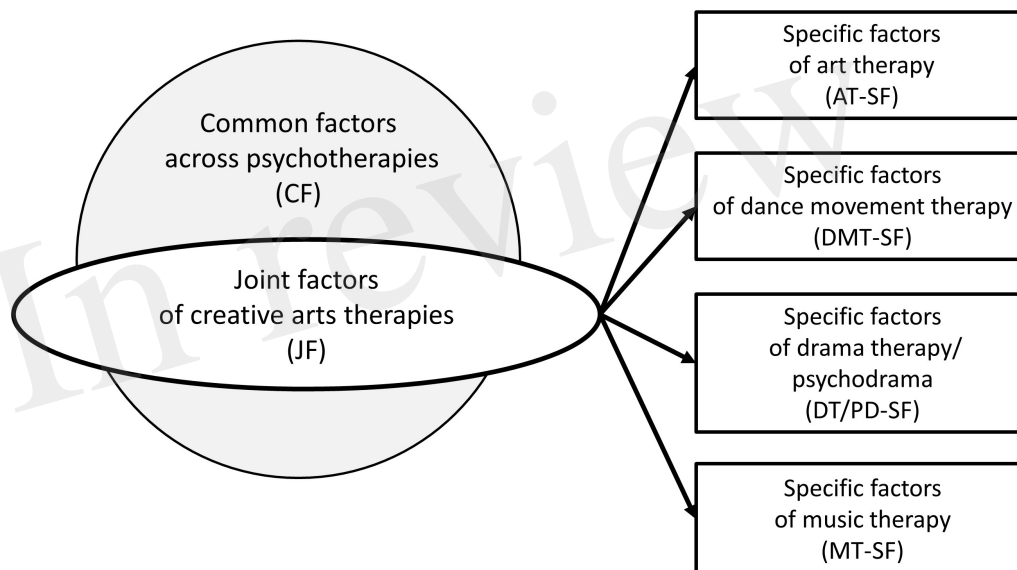 Common factors
across psychotherapies
(CF)
Joint factors
of creative arts therapies
(JF)
Specific factors
of art therapy
(AT-SF)
Specific factors
of dance movement therapy
(DMT-SF)
Specific factors
of drama therapy/
psychodrama
(DT/PD-SF)
Specific factors
of music therapy
(MT-SF)
In review